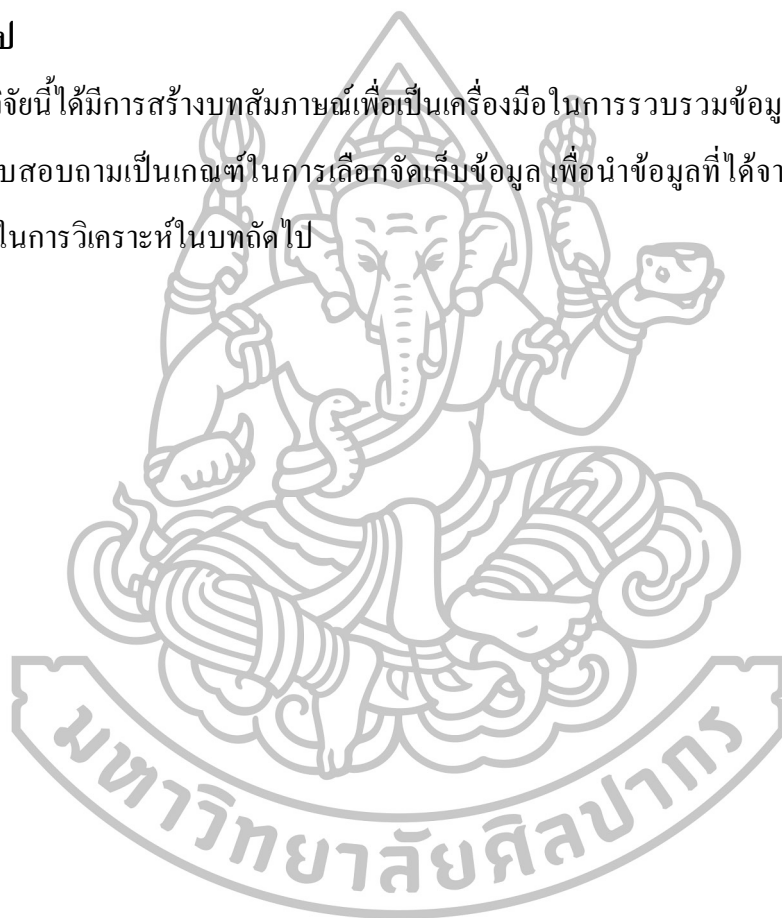 ป
วิจัยนี้ได้มีการสร้างบทสัมภาษณ์เพื่อเป็นเครื่องมือในการรวบรวมข้อมู
บสอบถามเป็นเกณฑ์ในการเลือกจัดเก็บข้อมูล เพื่อนำข้อมูลที่ได้จา
ในการวิเคราะห์ในบทถัดไป
มหาวิทยาลัยศิลปากร